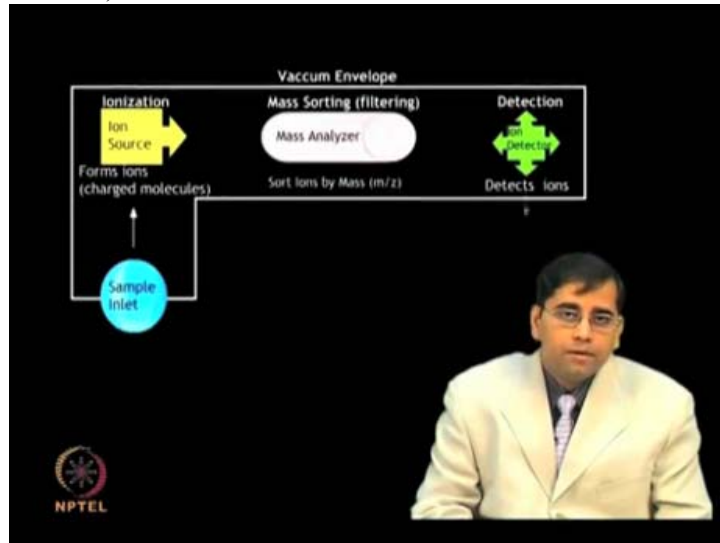 Vaccum Envelope
Ionization
Mass Sorting (filtering)
Detection
Ion
Source
Mass Analyzer
Ion
Detector
Forms ions
(charged molecules)
Sort Ions by Mass (m/z)
Detects ions
Sample
Inlet
NPTEL